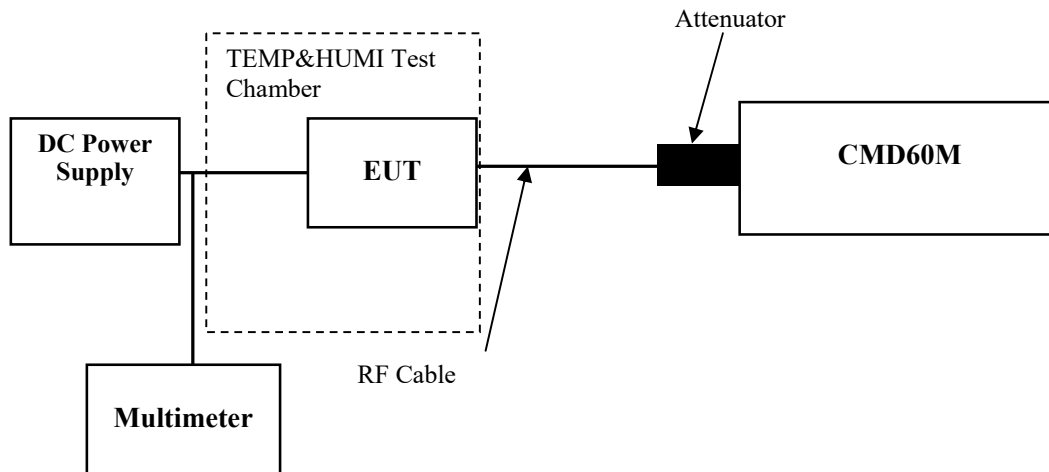 Attenuator
TEMP&HUMI Test
Chamber
DC Power
Supply
EUT
CMD60M
RF Cable
Multimeter